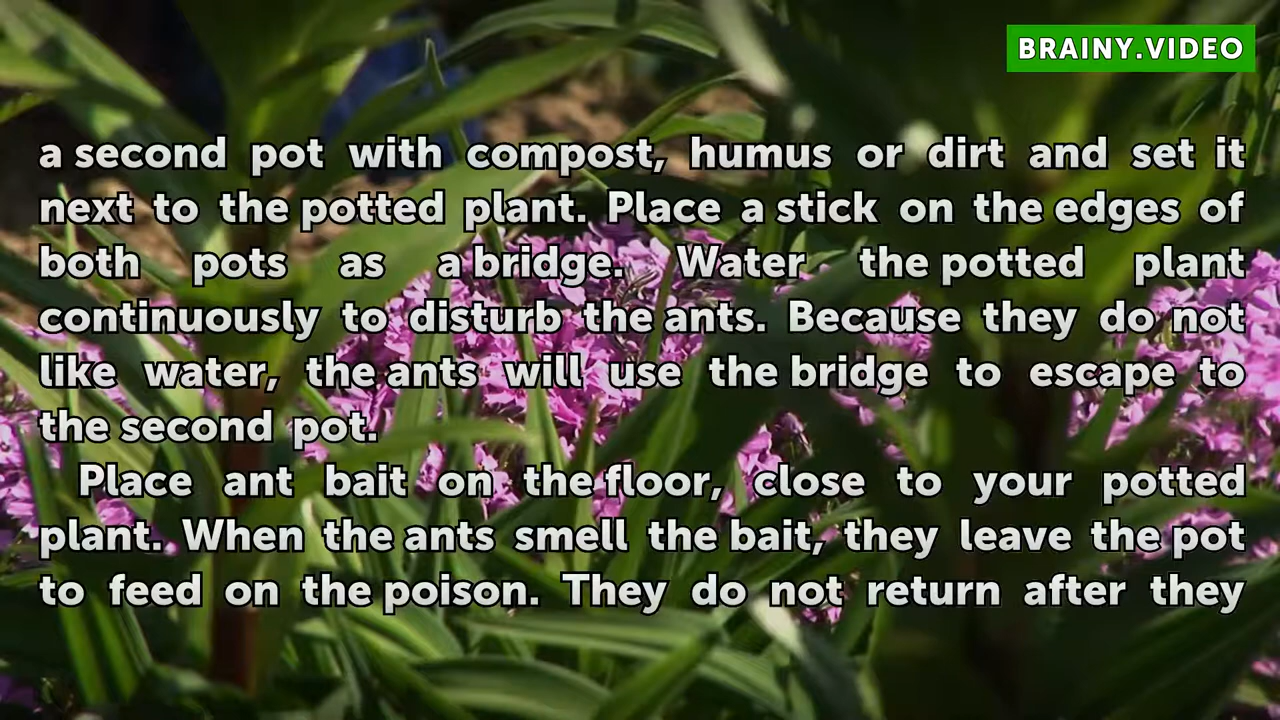 BRAINY.VIDEO
a second pot with compost, humus or dirt and set it
next to the potted plant. Place a stick on the edges of
both pots as a bridge. Water the potted plant
continuously to disturb the ants. Because they do not
like water, the ants will use the bridge to escape to
the second pot.
Place ant bait on the floor, close to your potted
plant. When the ants smell the bait, they leave the pot
to feed on the poison. They do not return after they